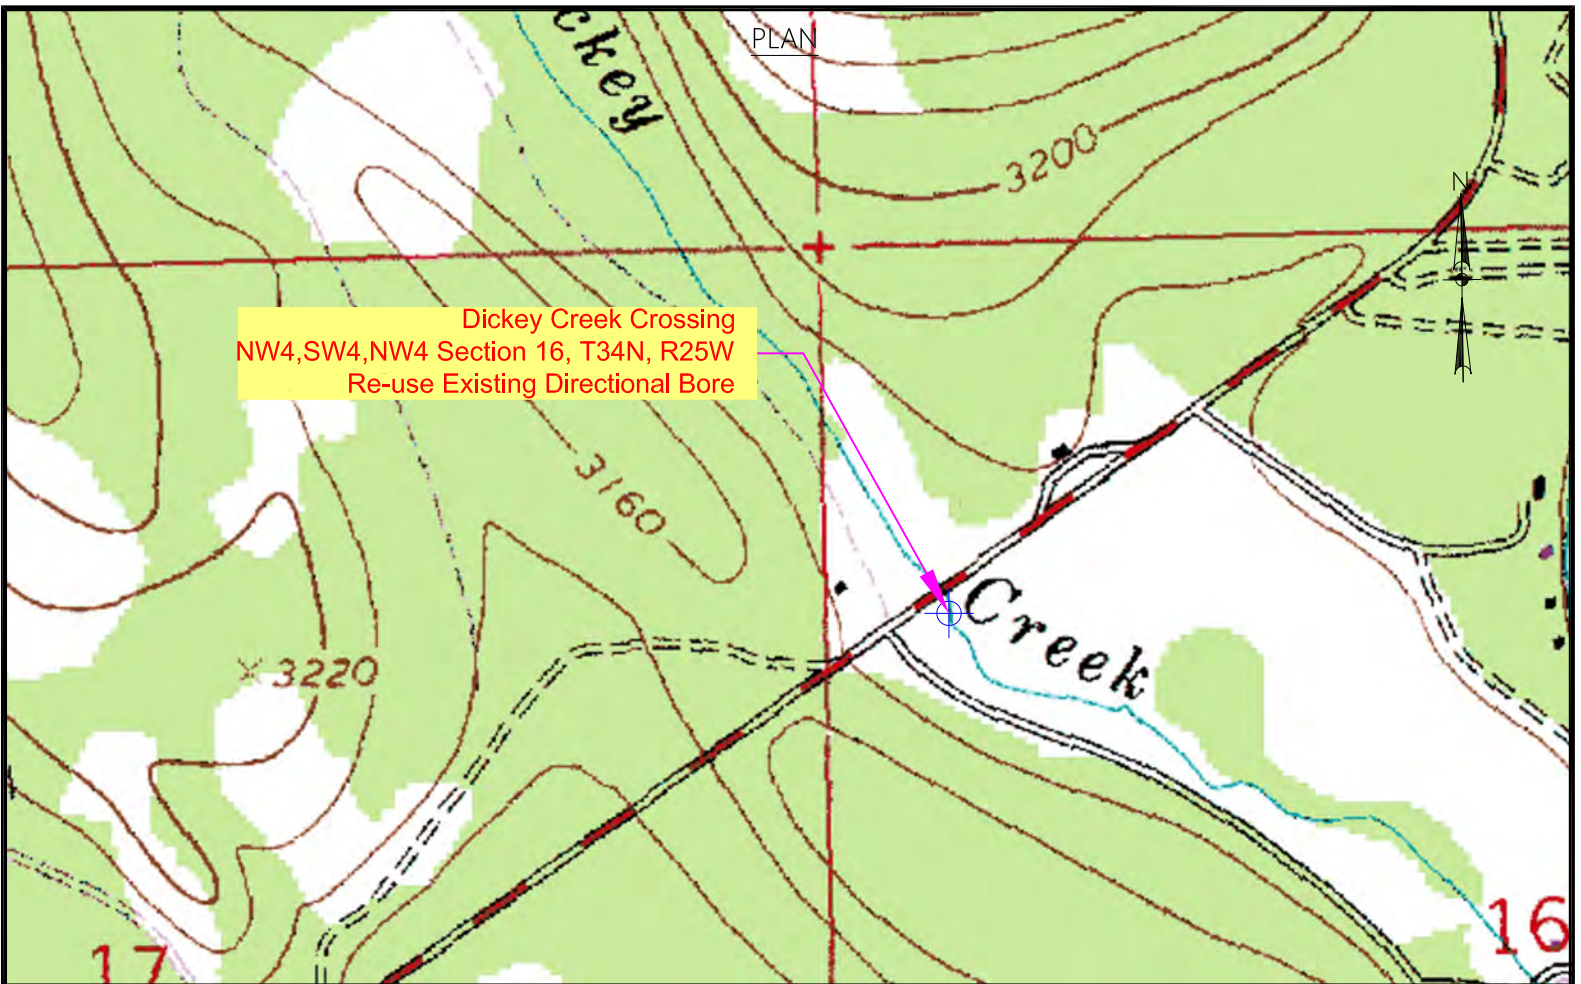 PLAN
ckey
3200
N
Dickey Creek Crossing
NW4,SW4,NW4 Section 16, T34N, R25W
Re-use Existing Directional Bore
3160
Creek
3220
17
16